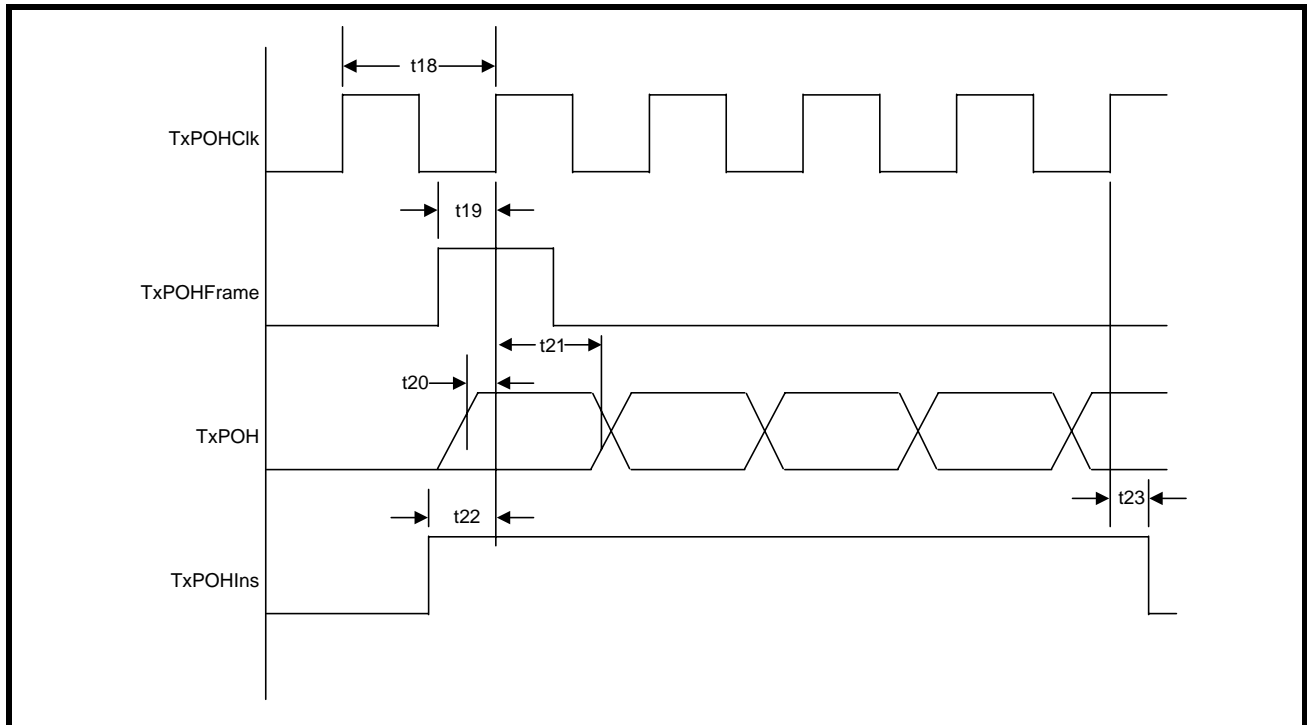 t18
TxPOHClk
t19
TxPOHFrame
t21
t20
TxPOH
t23
t22
TxPOHIns